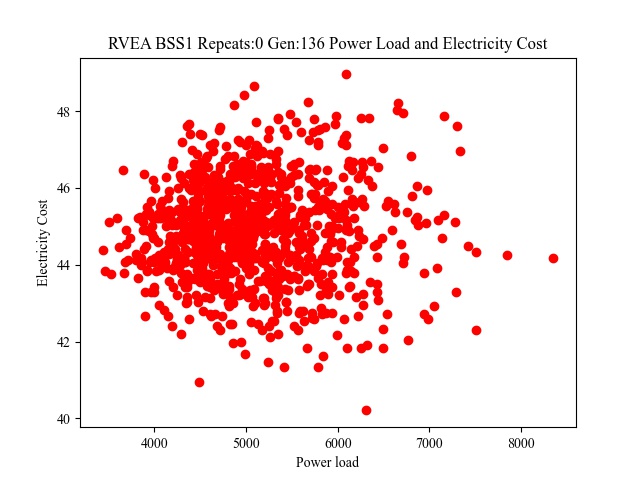 RVEA BSS1 Repeats:0 Gen:136 Power Load and Electricity Cost
48
46
44
42
40
Electricity Cost
4000 5000 6000 7000 8000
Power load